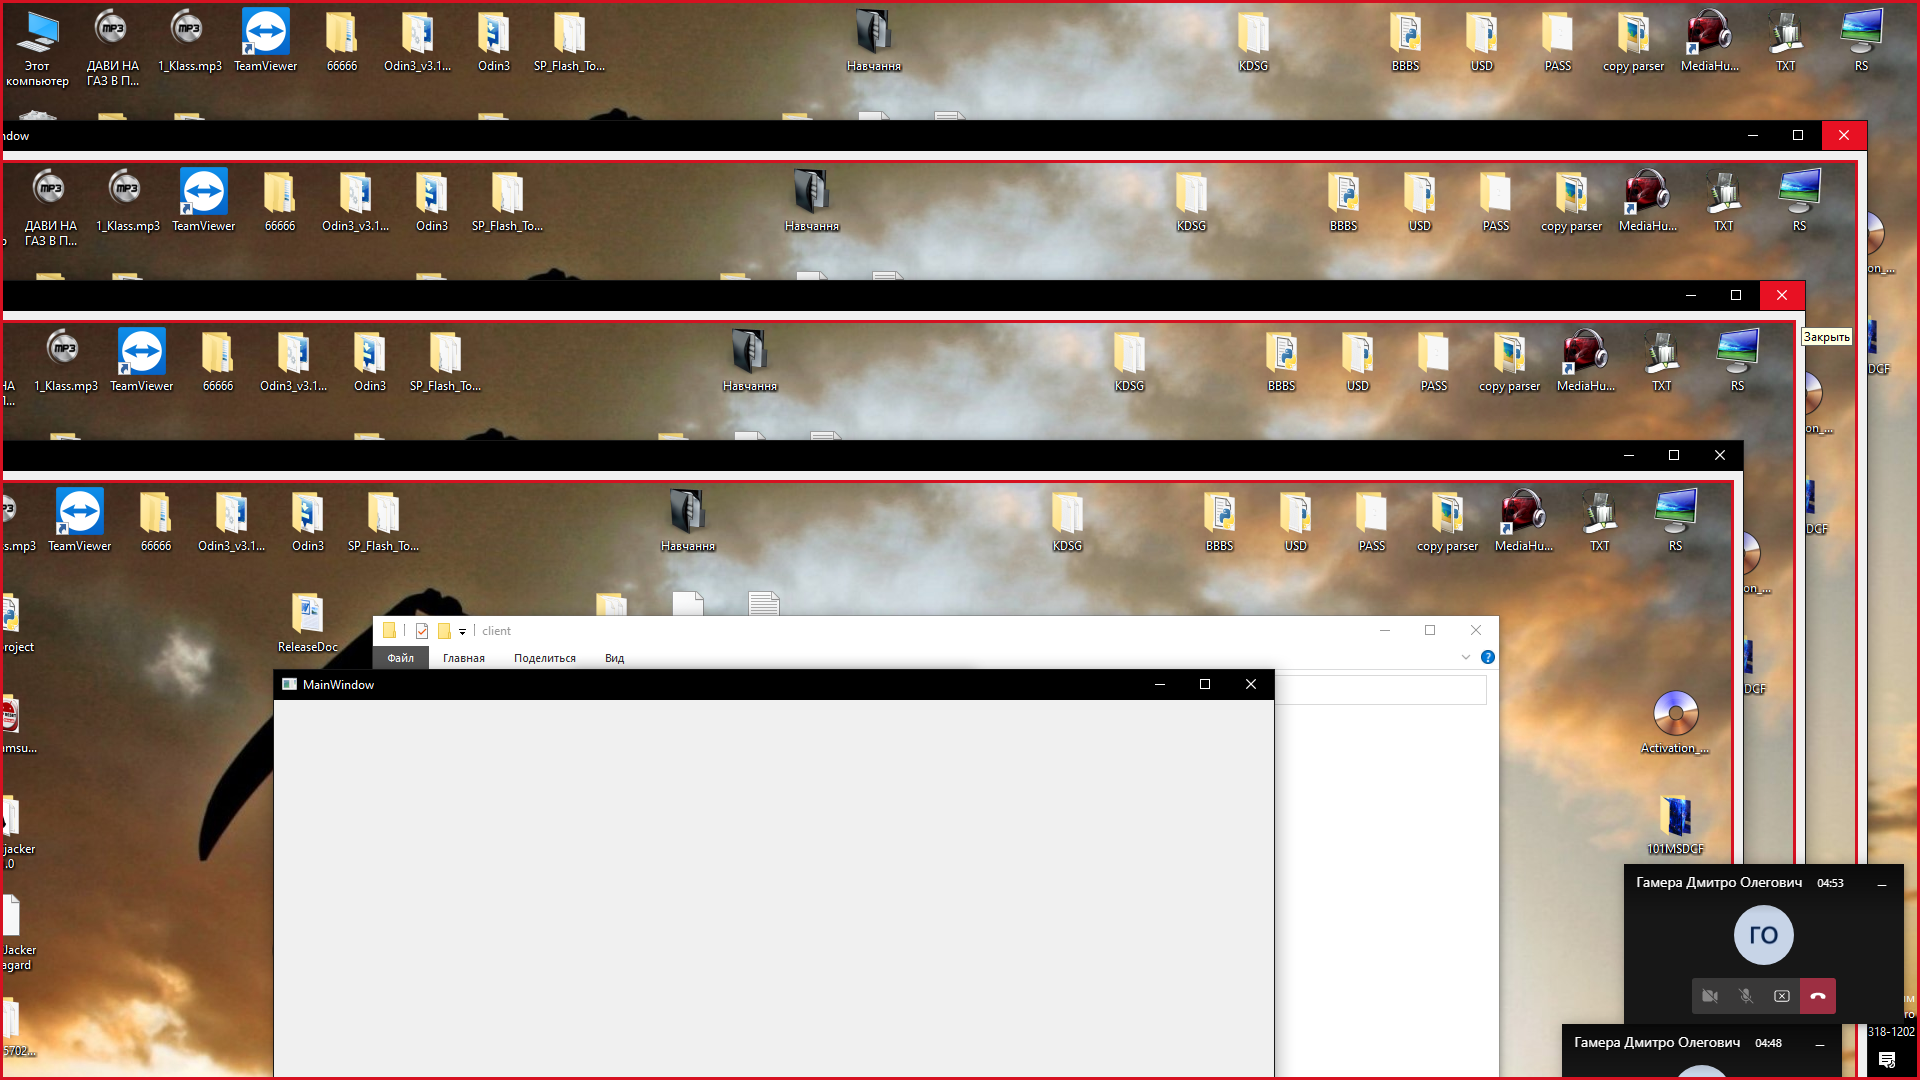 Этот
компьютер
ДАВИ НА
ГАЗ В П...
1_Klass.mp3
TeamViewer
66666
Odin3_v3.1...
Odin3
SP_Flash_To...
Навчання
KDSG
BBBS
USD
PASS
copy parser
MediaHu...
TXT
RS
ndow
ДАВИ НА
ГАЗ В П...
1_Klass.mp3
TeamViewer
66666
Odin3_v3.1...
Odin3
SP_Flash_To...
Навчання
KDSG
BBBS
USD
PASS
copy parser
MediaHu...
TXT
RS
on_...
Закрыть
DCF
1_Klass.mp3
TeamViewer
66666
Odin3_v3.1...
Odin3
SP_Flash_To...
Навчання
KDSG
BBBS
USD
PASS
copy parser
MediaHu...
TXT
RS
on_...
DCF
ss.mp3
TeamViewer
66666
Odin3_v3.1...
Odin3
SP_Flash_To...
Навчання
KDSG
BBBS
USD
PASS
copy parser
MediaHu...
TXT
RS
on_...
DCF
roject
ReleaseDoc
client
Файл
Главная
Поделиться
Вид
MainWindow
amsu...
Activation_...
jacker
.0
101MSDCF
Jacker
agard
5702...
Гамера Дмитро Олегович 04:53
ГО
318-1202
Гамера Дмитро Олегович 04:48